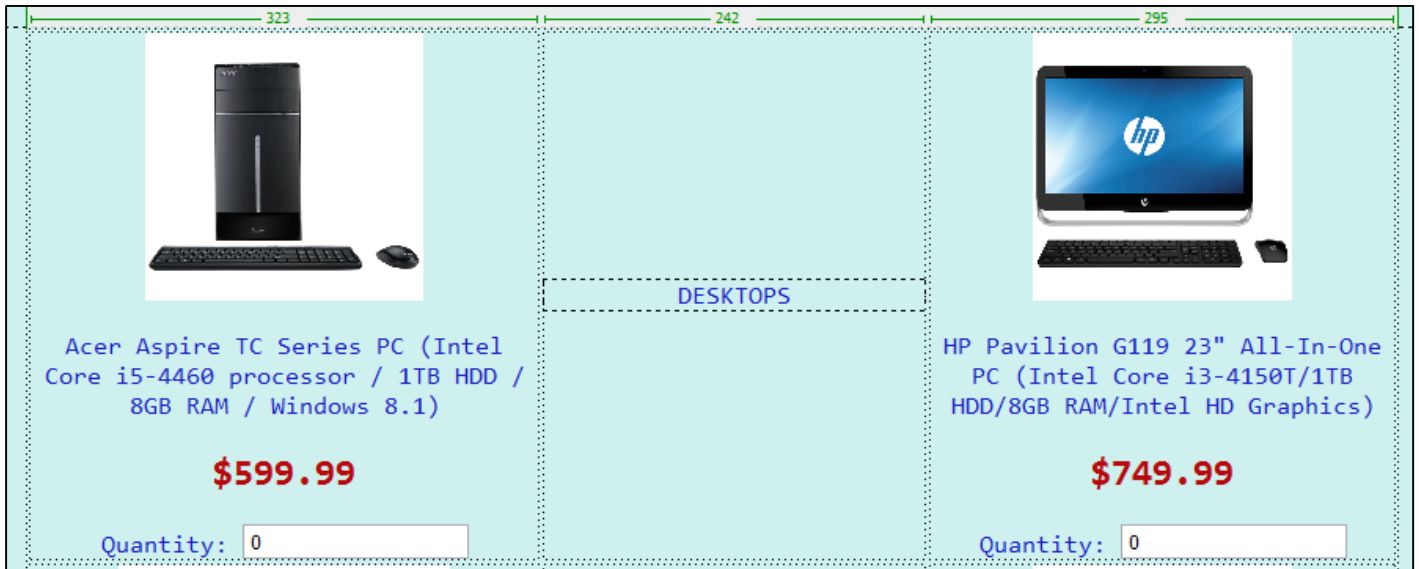 323 242 295
hp
DESKTOPS
Acer Aspire TC Series PC (Intel
Core i5-4460 processor / 1TB HDD /
8GB RAM / Windows 8.1)
$599.99
Quantity: 0
HP Pavilion G119 23" All-In-One
PC (Intel Core i3-4150T/1TB
HDD/8GB RAM/Intel HD Graphics)
$749.99
Quantity: 0